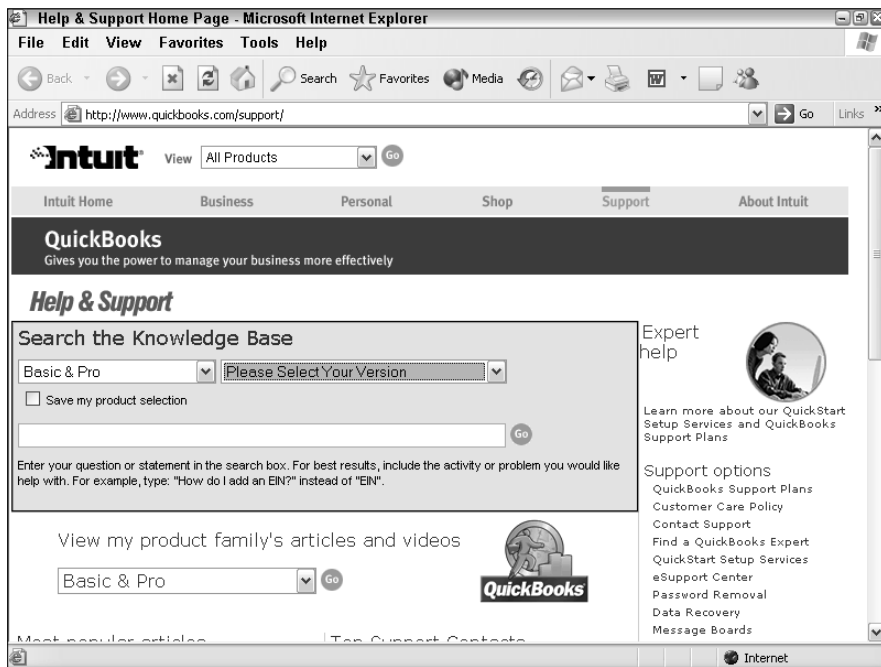 Help & Support Home Page - Microsoft Internet Explorer
File Edit View Favorites Tools Help
Back Search Favorites Media
Address http://www.quickbooks.com/support/ Go Links »
Intuit View All Products Go
Intuit Home Business Personal Shop Support About Intuit
QuickBooks
Gives you the power to manage your business more effectively
Help & Support
Search the Knowledge Base
Basic & Pro Please Select Your Version
Save my product selection
Go
Enter your question or statement in the search box. For best results, include the activity or problem you would like
help with. For example, type: "How do I add an EIN?" instead of "EIN".
View my product family's articles and videos
Basic & Pro Go
QuickBooks
Most popular articles Top Support Contacts
Expert
help
Learn more about our QuickStart
Setup Services and QuickBooks
Support Plans
Support options
QuickBooks Support Plans
Customer Care Policy
Contact Support
Find a QuickBooks Expert
QuickStart Setup Services
eSupport Center
Password Removal
Data Recovery
Message Boards
Internet